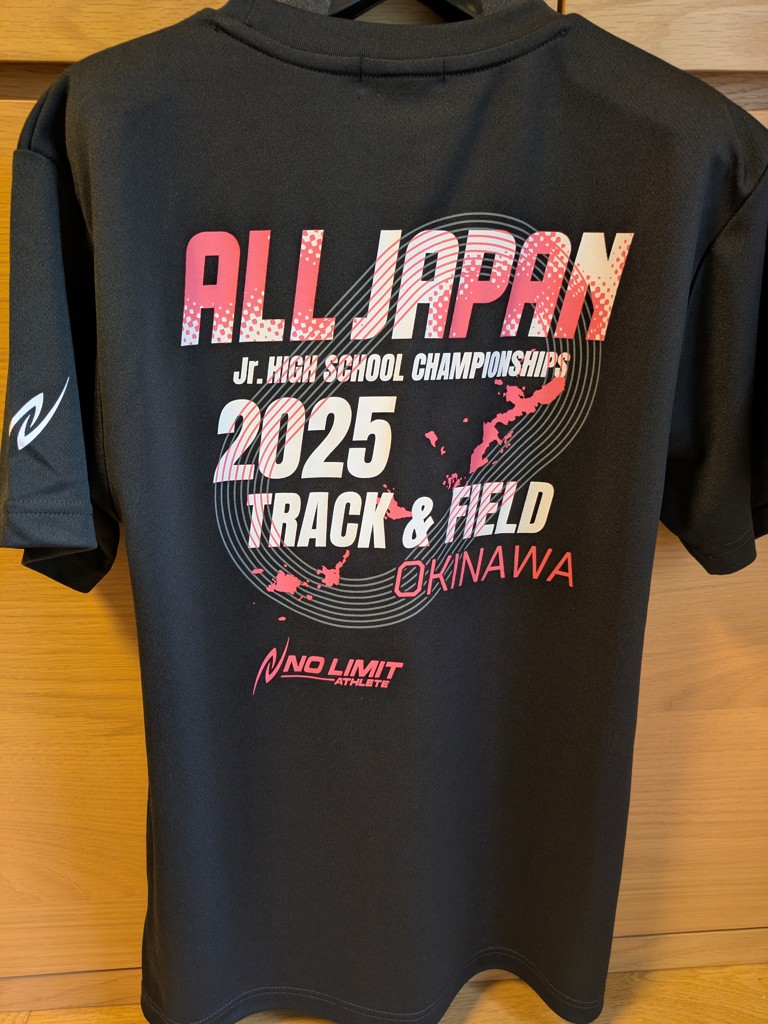 ALL JAPAN
Jr. HIGH SCHOOL CHAMPIONSHIPS
2025
TRACK & FIELD
OKINAWA
NO LIMIT
ATHLETE